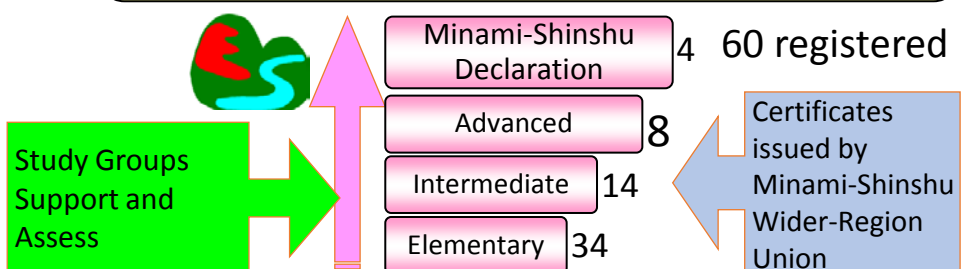 Minami-Shinshu
Declaration
4
60 registered
Advanced
8
Intermediate
14
Elementary
34
Study Groups
Support and
Assess
Certificates
issued by
Minami-Shinshu
Wider-Region
Union